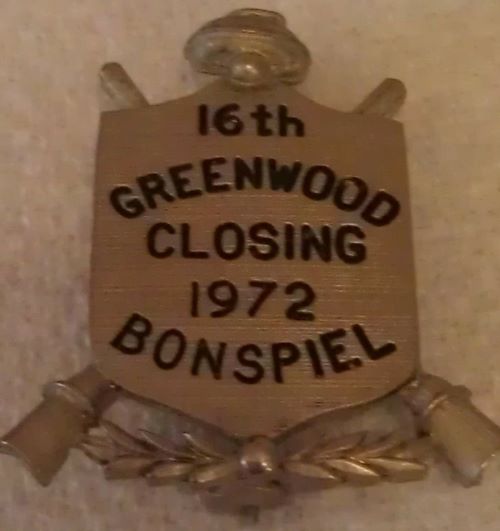 16th
GREENWOOD
CLOSING
1972
BONSPIEL